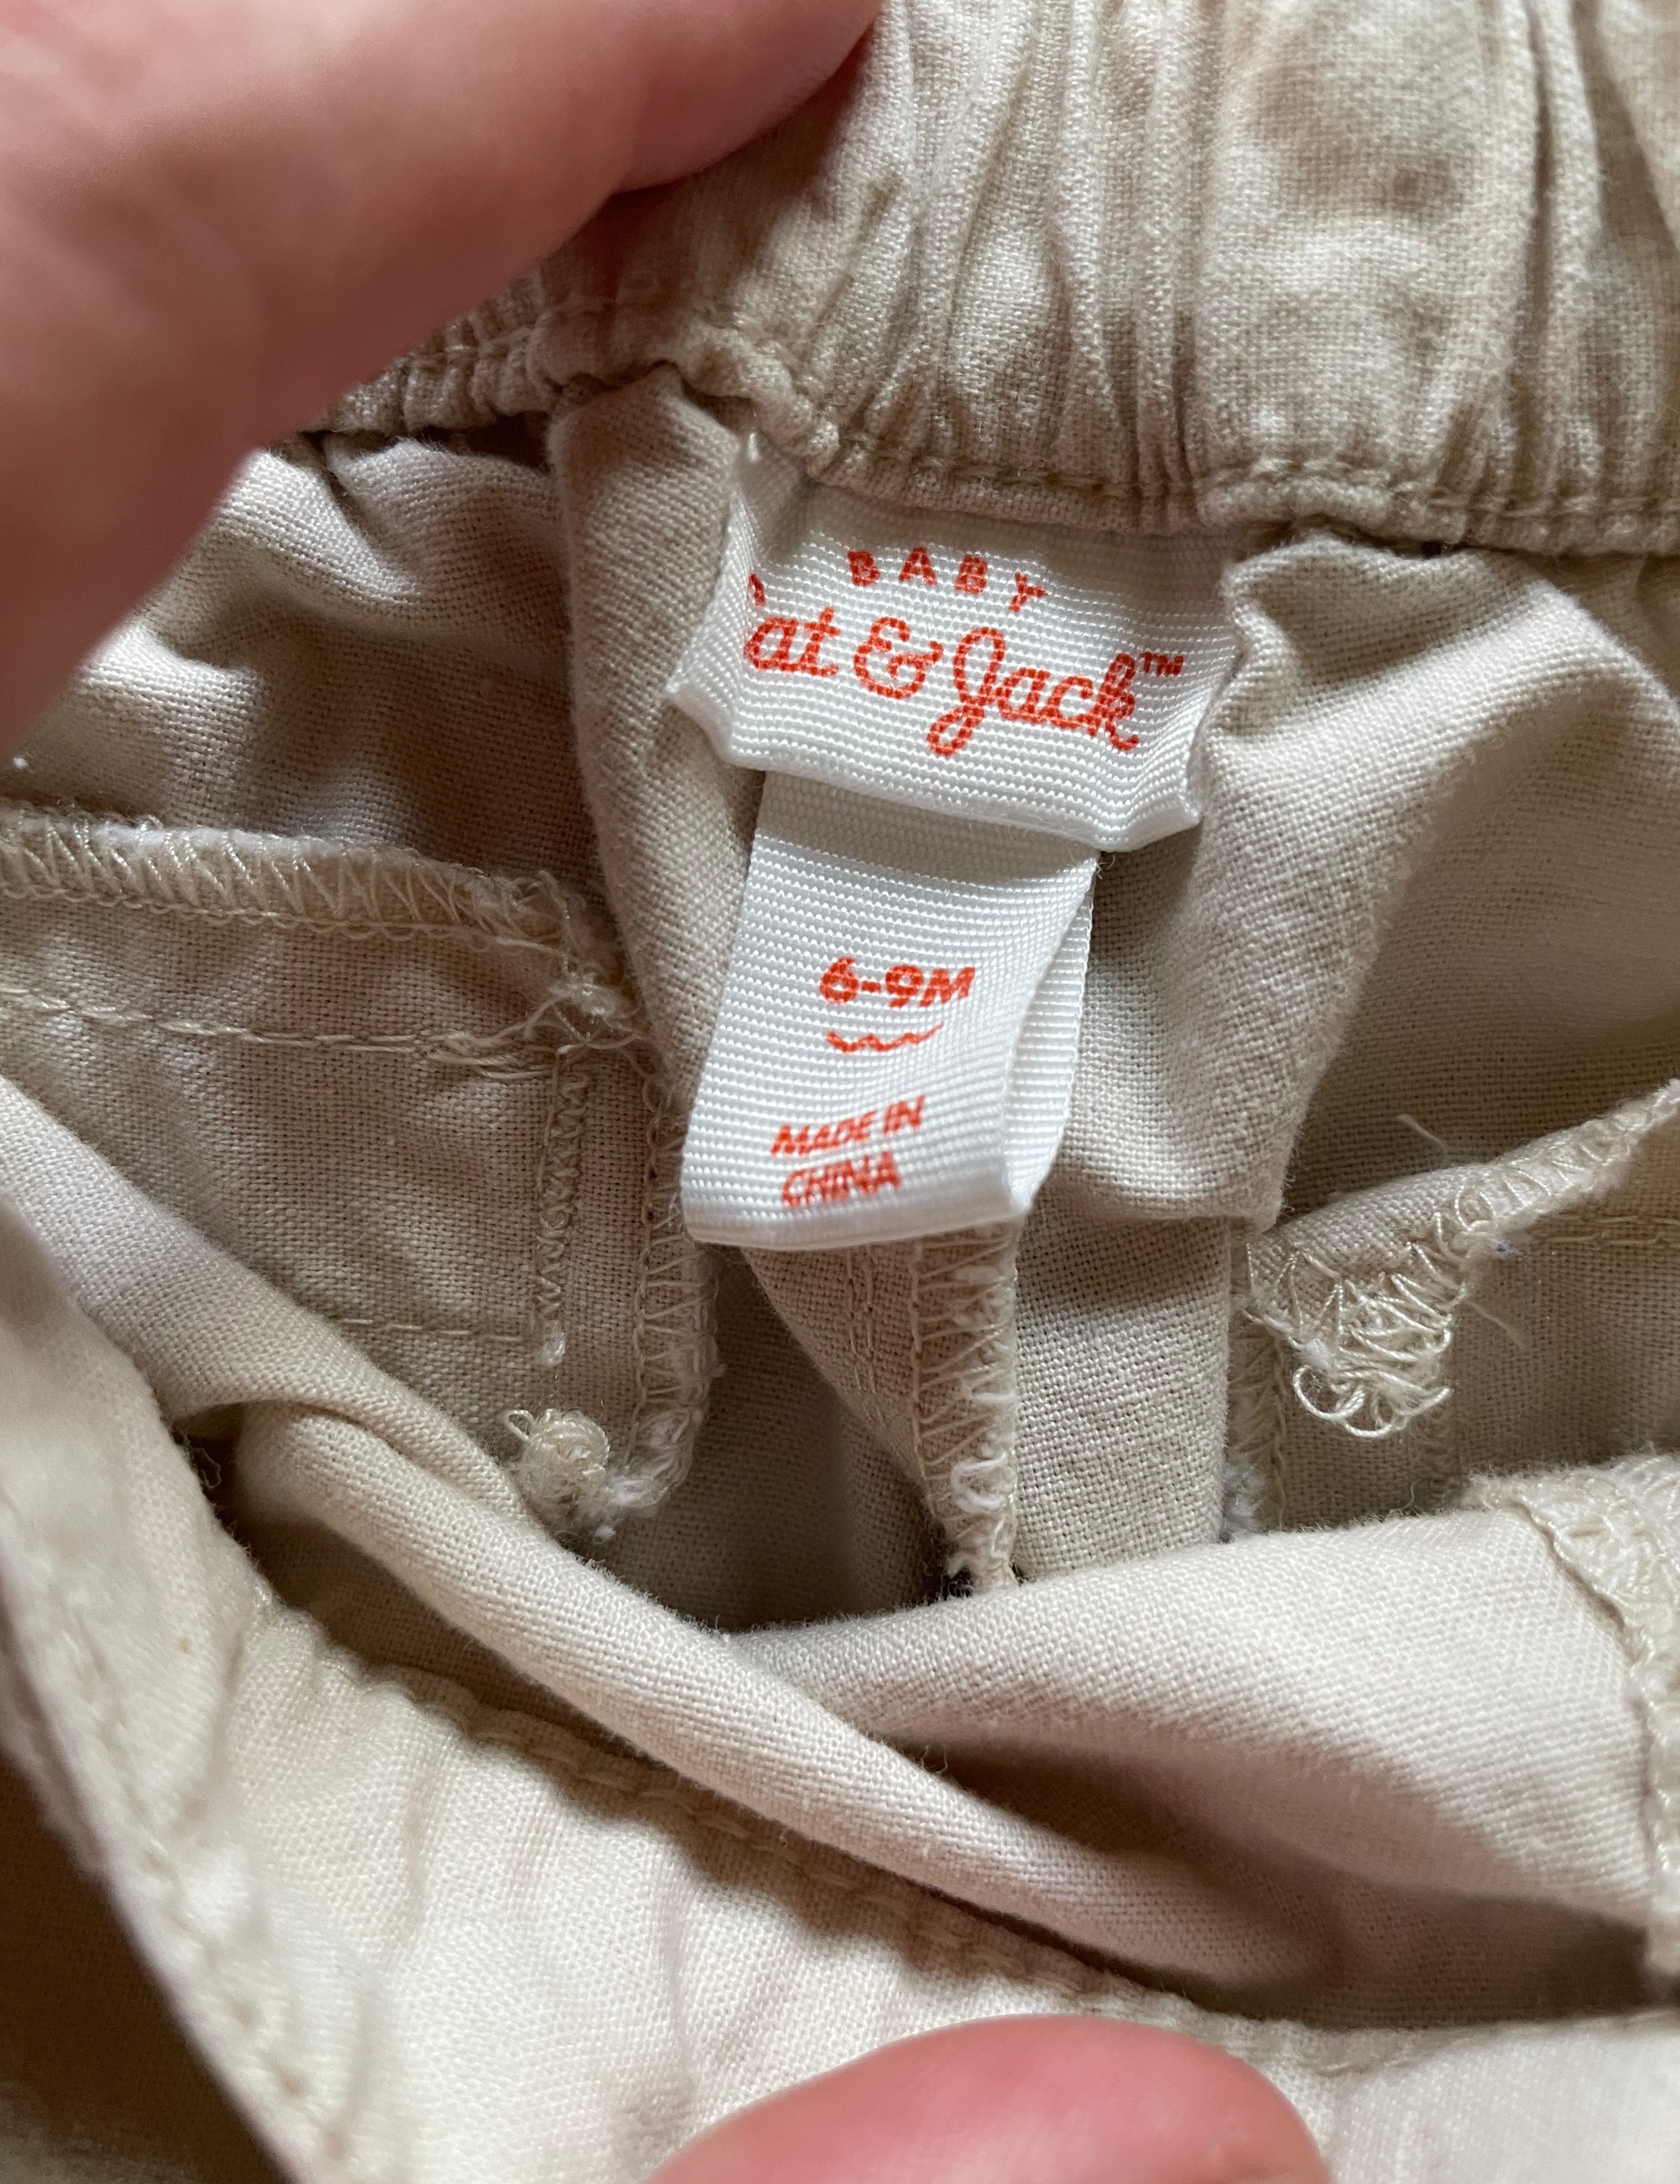 BABY
at & Jack™
6-9M
MADE IN
CHINA